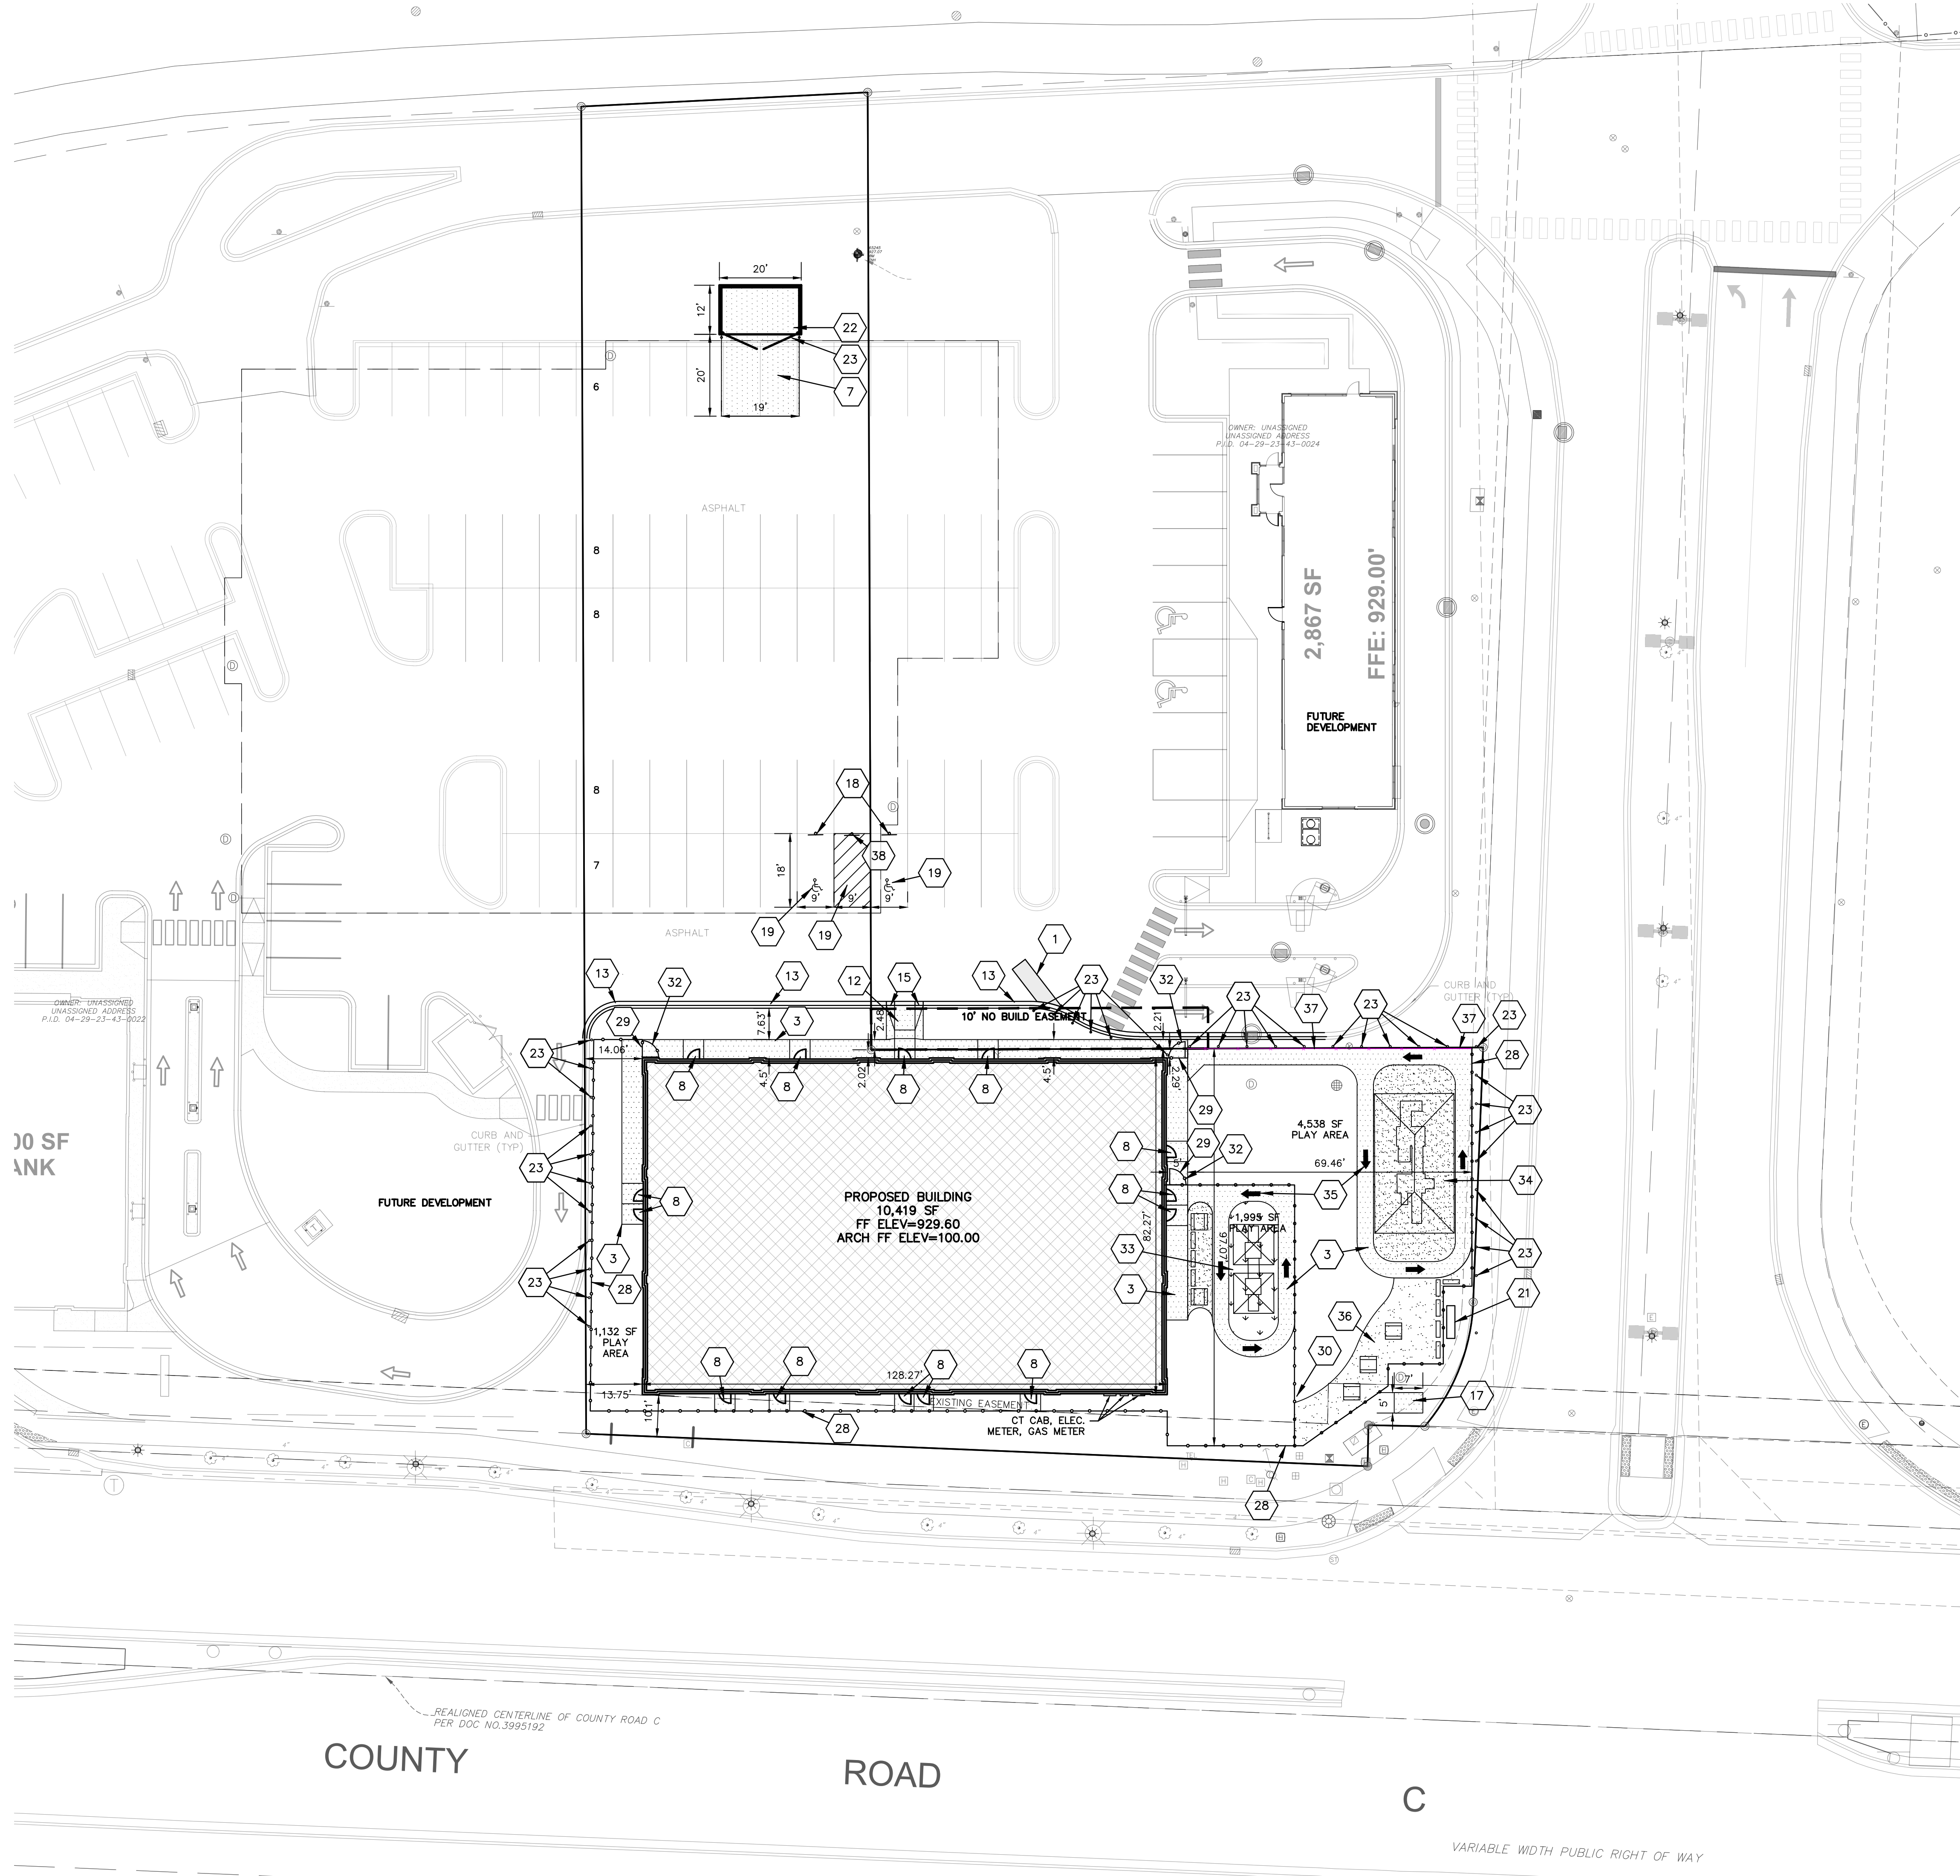 20'
12'
22
23
20'
7
19'
6
OWNER: UNASSIGNED
UNASSIGNED ADDRESS
P.I.D. 04-29-23-43-0024
ASPHALT
8
8
2,867 SF
FFE: 929.00'
FUTURE
DEVELOPMENT
8
18
7
18'
38
19
9'
9'
9'
19
19
ASPHALT
1
OWNER: UNASSIGNED
UNASSIGNED ADDRESS
P.I.D. 04-29-23-43-0022
13
32
13
12
15
13
23
32
23
23
37
23
CURB AND
GUTTER (TYP)
29
7.63'
3
2.48'
10' NO BUILD EASEMENT
2.21'
23
14.06'
4.5'
2.02'
4.5'
2.29'
28
8
8
8
8
29
23
CURB AND
GUTTER (TYP)
4,538 SF
PLAY AREA
8
29
32
5'
69.46'
00 SF
ANK
23
FUTURE DEVELOPMENT
8
PROPOSED BUILDING
10,419 SF
FF ELEV=929.60
ARCH FF ELEV=100.00
8
35
34
1,995 SF
PLAY AREA
82.27'
97.07'
3
33
3
23
3
23
28
21
1,132 SF
PLAY
AREA
36
30
8
8
8
8
128.27'
13.75'
10.1'
EXISTING EASEMENT
7'
5'
17
28
CT CAB, ELEC.
METER, GAS METER
28
REALIGNED CENTERLINE OF COUNTY ROAD C
PER DOC NO.3995192
COUNTY ROAD C
VARIABLE WIDTH PUBLIC RIGHT OF WAY